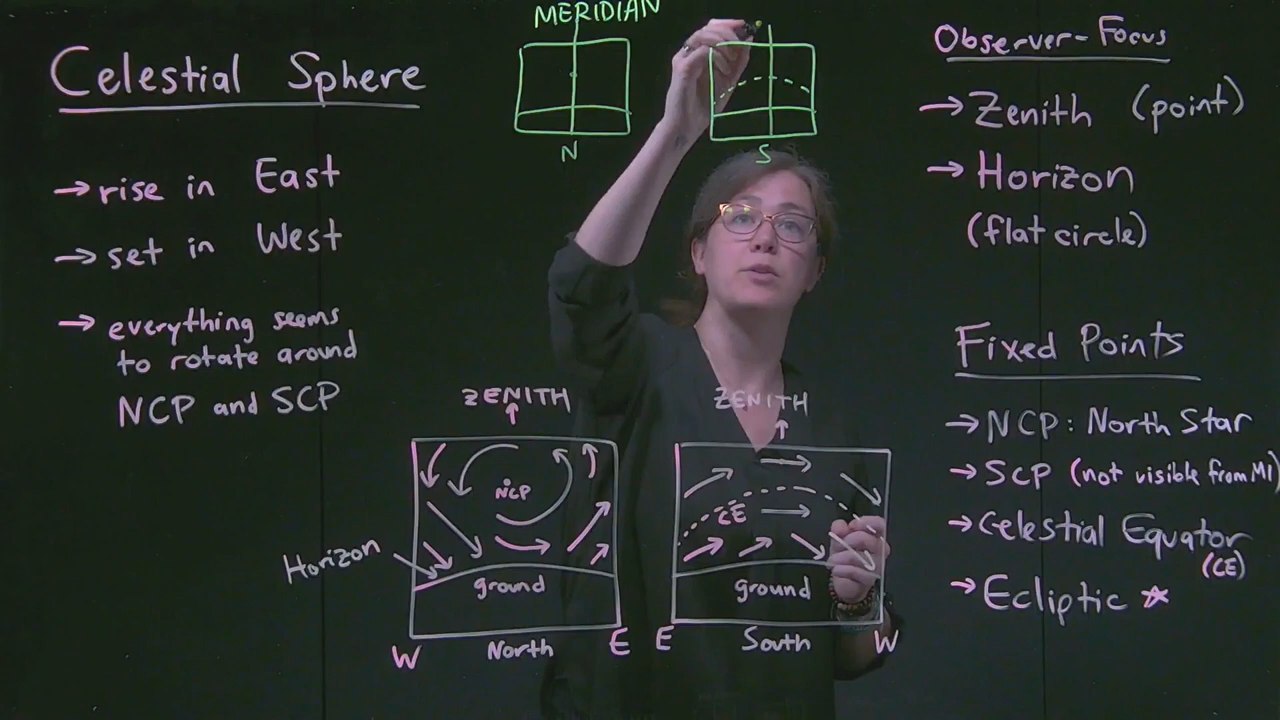 Celestial Sphere
→ rise in East
→ set in West
→ everything seems
to rotate around
NCP and SCP
MERIDIAN
N
S
ZENITH
NCP
Horizon
ground
W
North
E
ZENITH
CE
ground
E
South
W
Observer-Focus
→ Zenith (point)
→ Horizon
(flat circle)
Fixed Points
→ NCP: North Star
→ SCP (not visible from MI)
→ Celestial Equator
(CE)
→ Ecliptic ☆